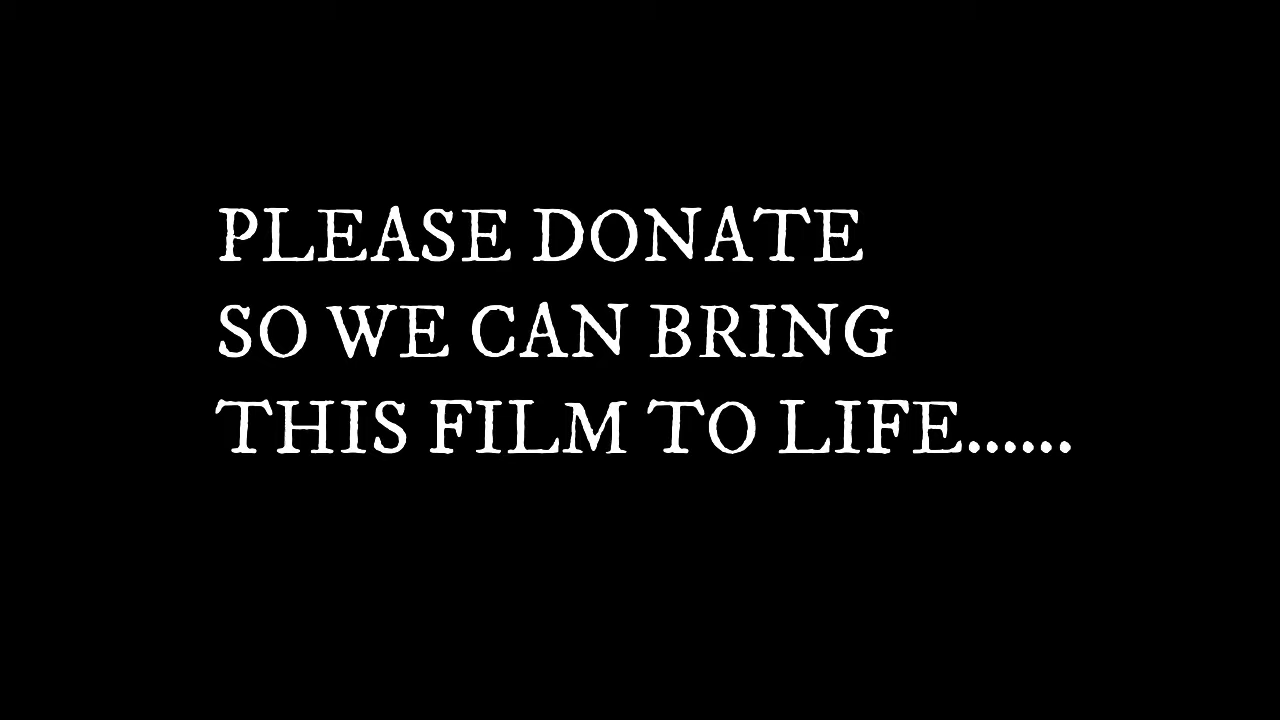 PLEASE DONATE
SO WE CAN BRING
THIS FILM TO LIFE......